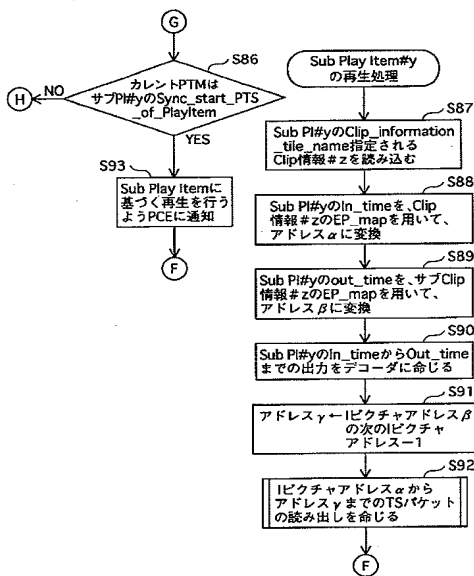 G
S86
カレントPTMは
サブPI#yのSync_start_PTS
_of_PlayItem
NO
H
YES
S93
Sub Play Itemに
基づく再生を行う
ようPCEに通知
F
Sub Play Item#y
の再生処理
S87
Sub PI#yのClip_information
_tile_name指定される
Clip情報#zを読み込む
S88
Sub PI#yのIn_timeを、Clip
情報#zのEP_mapを用いて、
アドレスαに変換
S89
Sub PI#yのout_timeを、サブClip
情報#zのEP_mapを用いて、
アドレスβに変換
S90
Sub PI#yのIn_timeからOut_time
までの出力をデコーダに命じる
S91
アドレスγ←Iピクチャアドレスβ
の次のIピクチャ
アドレスー1
S92
Iピクチャアドレスαから
アドレスγまでのTSパケット
の読み出しを命じる
F